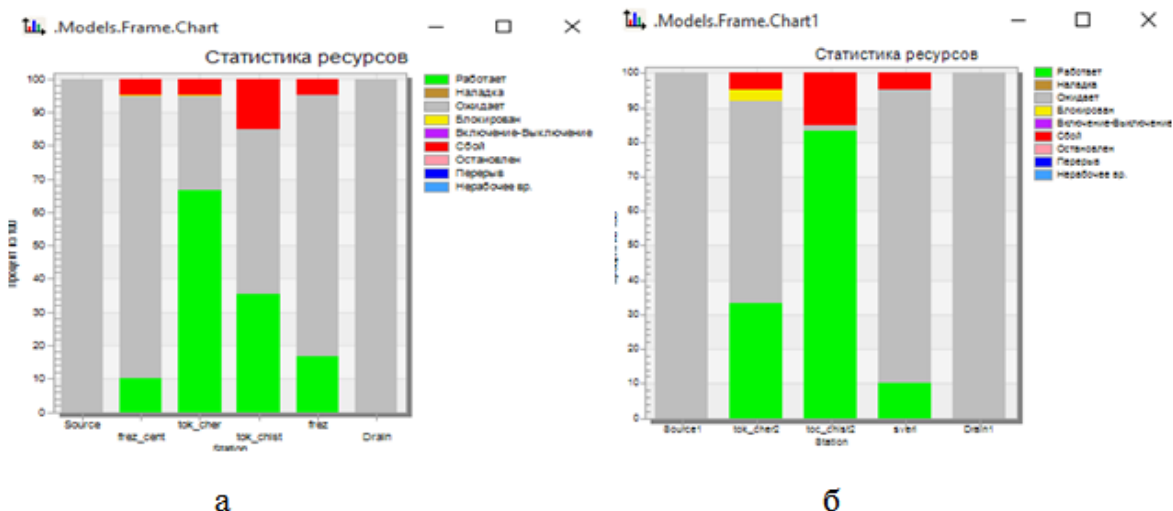 .Models.Frame.Chart
Статистика ресурсов
100
90
80
70
60
50
40
30
20
10
0
Source
frez_cent
tok_cher
tok_chist
frez
Drain
Station
Работает
Наладка
Ожидает
Блокирован
Включение-Выключение
Сбой
Остановлен
Перерыв
Нерабочее вр.
а
.Models.Frame.Chart1
Статистика ресурсов
100
90
80
70
60
50
40
30
20
10
0
Source1
tok_cher2
toc_chist2
sverl
Drain1
Station
Работает
Наладка
Ожидает
Блокирован
Включение-Выключение
Сбой
Остановлен
Перерыв
Нерабочее вр.
б